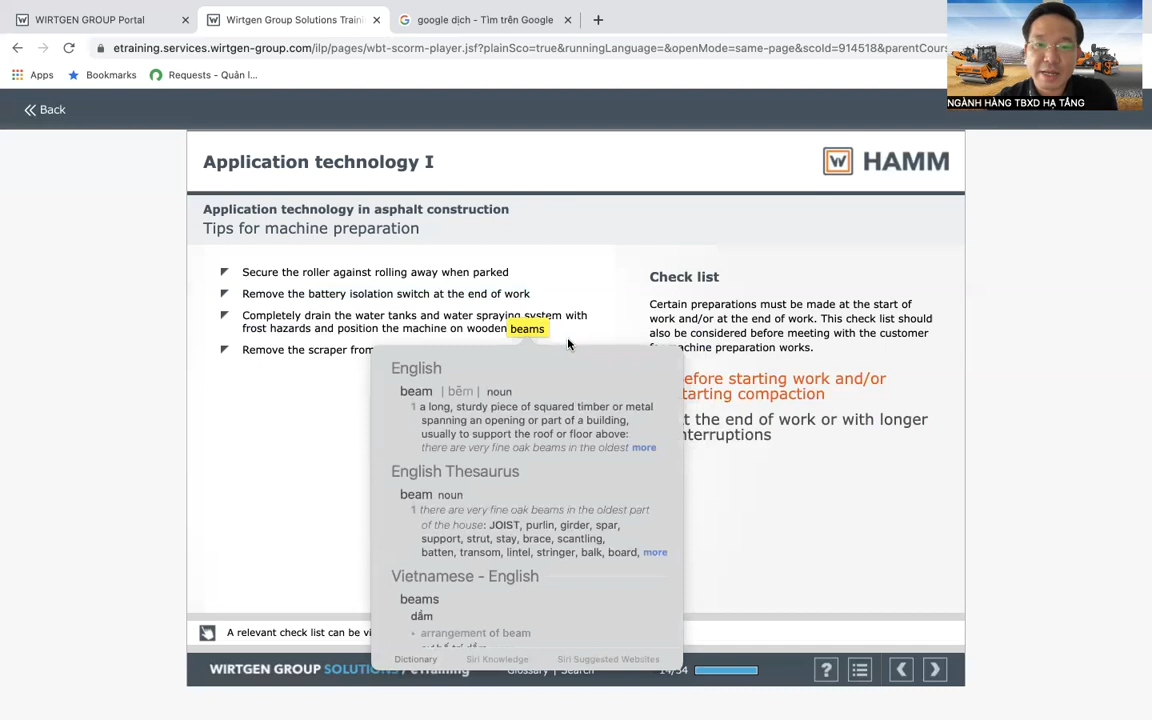 WIRTGEN GROUP Portal
Wirtgen Group Solutions Traini
google dịch - Tìm trên Google
etraining.services.wirtgen-group.com/ilp/pages/wbt-scorm-player.jsf?plainSco=true&runningLanguage=&openMode=same-page&scoId=914518&parentCours
Apps
Bookmarks
Requests - Quản l...
NGÀNH HÀNG TBXD HẠ TẦNG
Back
Application technology I
W HAMM
Application technology in asphalt construction
Tips for machine preparation
Secure the roller against rolling away when parked
Remove the battery isolation switch at the end of work
Completely drain the water tanks and water spraying system with
frost hazards and position the machine on wooden beams
Remove the scraper from
Check list
Certain preparations must be made at the start of
work and/or at the end of work. This check list should
also be considered before meeting with the customer
machine preparation works.
efore starting work and/or
tarting compaction
t the end of work or with longer
nterruptions
English
beam | bēm | noun
1 a long, sturdy piece of squared timber or metal
spanning an opening or part of a building,
usually to support the roof or floor above:
there are very fine oak beams in the oldest more
English Thesaurus
beam noun
1 there are very fine oak beams in the oldest part
of the house: JOIST, purlin, girder, spar,
support, strut, stay, brace, scantling,
batten, transom, lintel, stringer, balk, board, more
Vietnamese - English
beams
dầm
• arrangement of beam
Dictionary
Siri Knowledge
Siri Suggested Websites
A relevant check list can be vi
WIRTGEN GROUP SOLUTIONS / eTraining
Glossary | Search
14/34
?